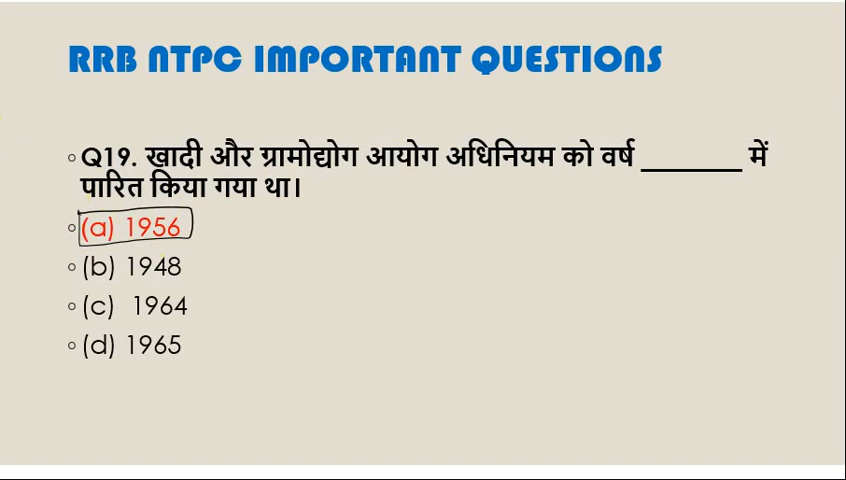 RRB NTPC IMPORTANT QUESTIONS
Q19. खादी और ग्रामोद्योग आयोग अधिनियम को वर्ष ________ में
पारित किया गया था।
(a) 1956
(b) 1948
(c) 1964
(d) 1965